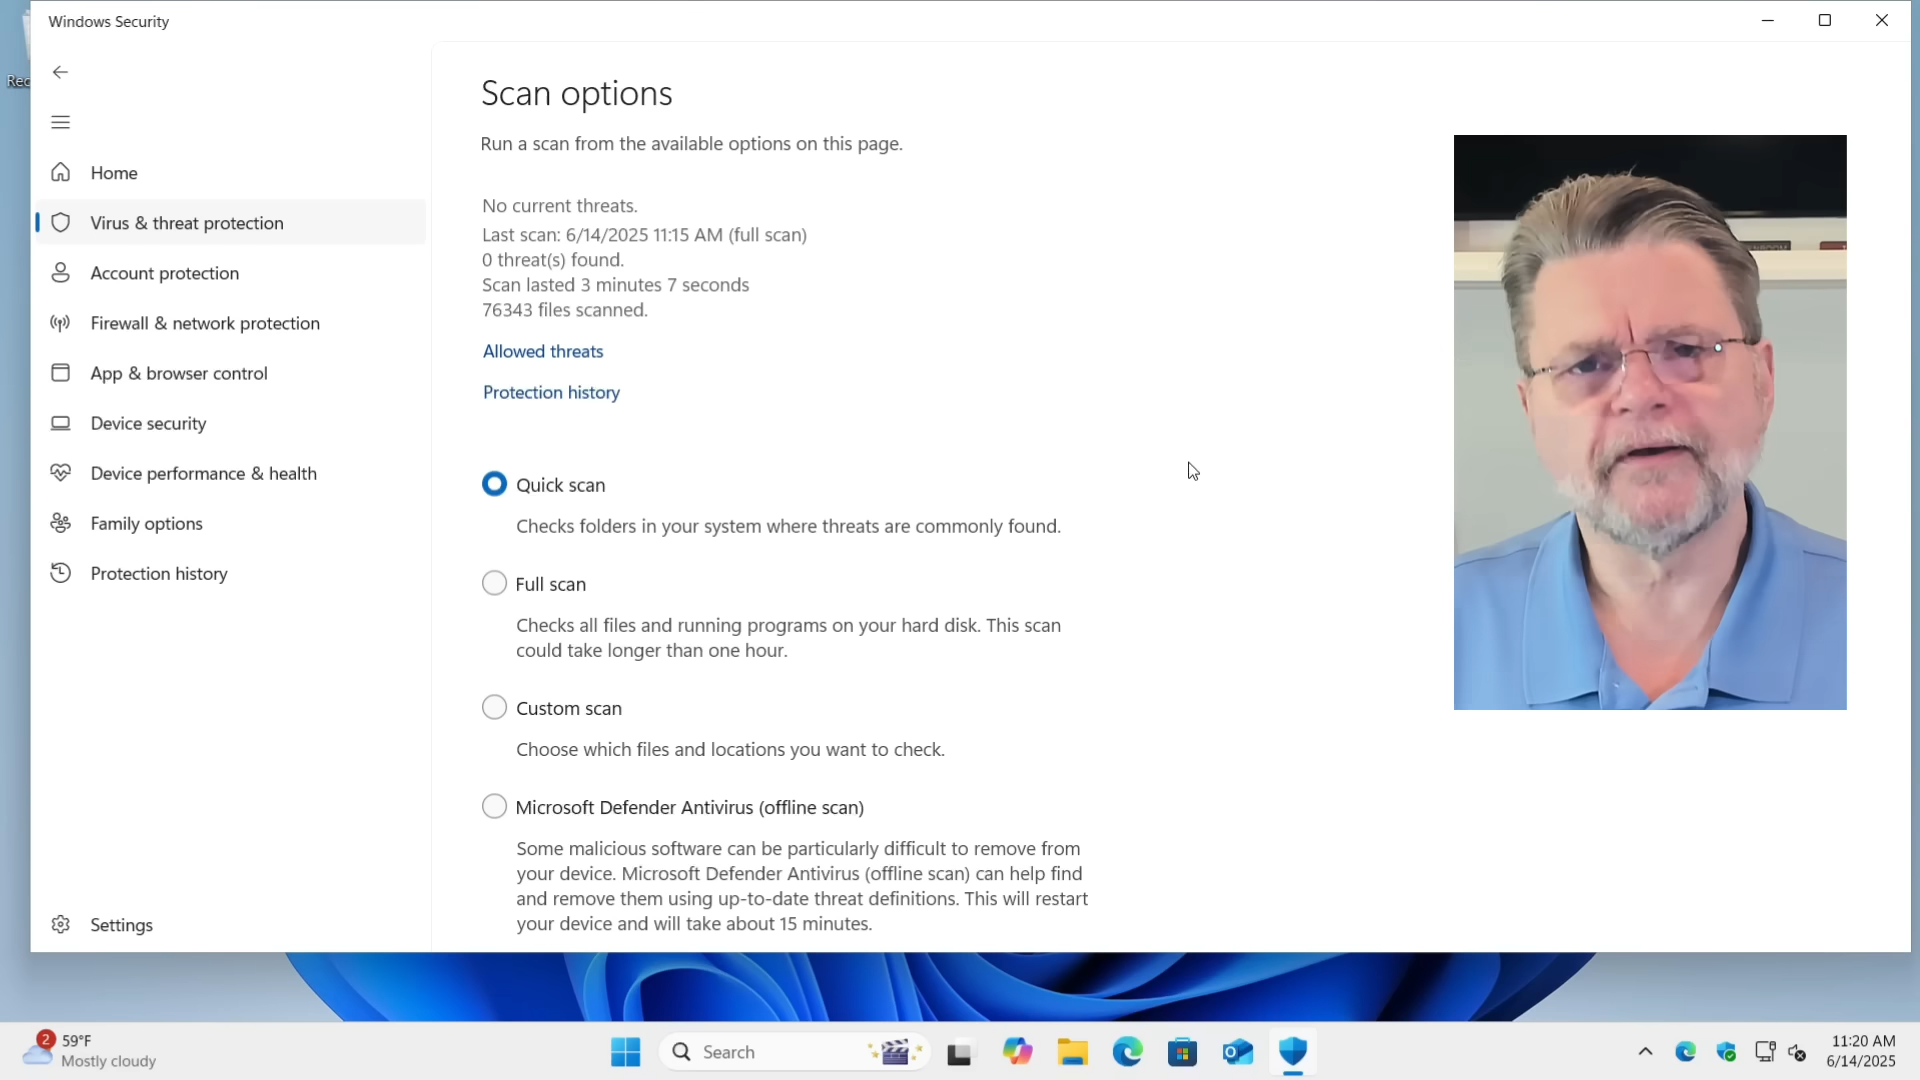 Windows Security
Rec
Home
Virus & threat protection
Account protection
Firewall & network protection
App & browser control
Device security
Device performance & health
Family options
Protection history
Settings
Scan options
Run a scan from the available options on this page.
No current threats.
Last scan: 6/14/2025 11:15 AM (full scan)
0 threat(s) found.
Scan lasted 3 minutes 7 seconds
76343 files scanned.
Allowed threats
Protection history
Quick scan
Checks folders in your system where threats are commonly found.
Full scan
Checks all files and running programs on your hard disk. This scan
could take longer than one hour.
Custom scan
Choose which files and locations you want to check.
Microsoft Defender Antivirus (offline scan)
Some malicious software can be particularly difficult to remove from
your device. Microsoft Defender Antivirus (offline scan) can help find
and remove them using up-to-date threat definitions. This will restart
your device and will take about 15 minutes.
2
59°F
Mostly cloudy
Search
11:20 AM
6/14/2025